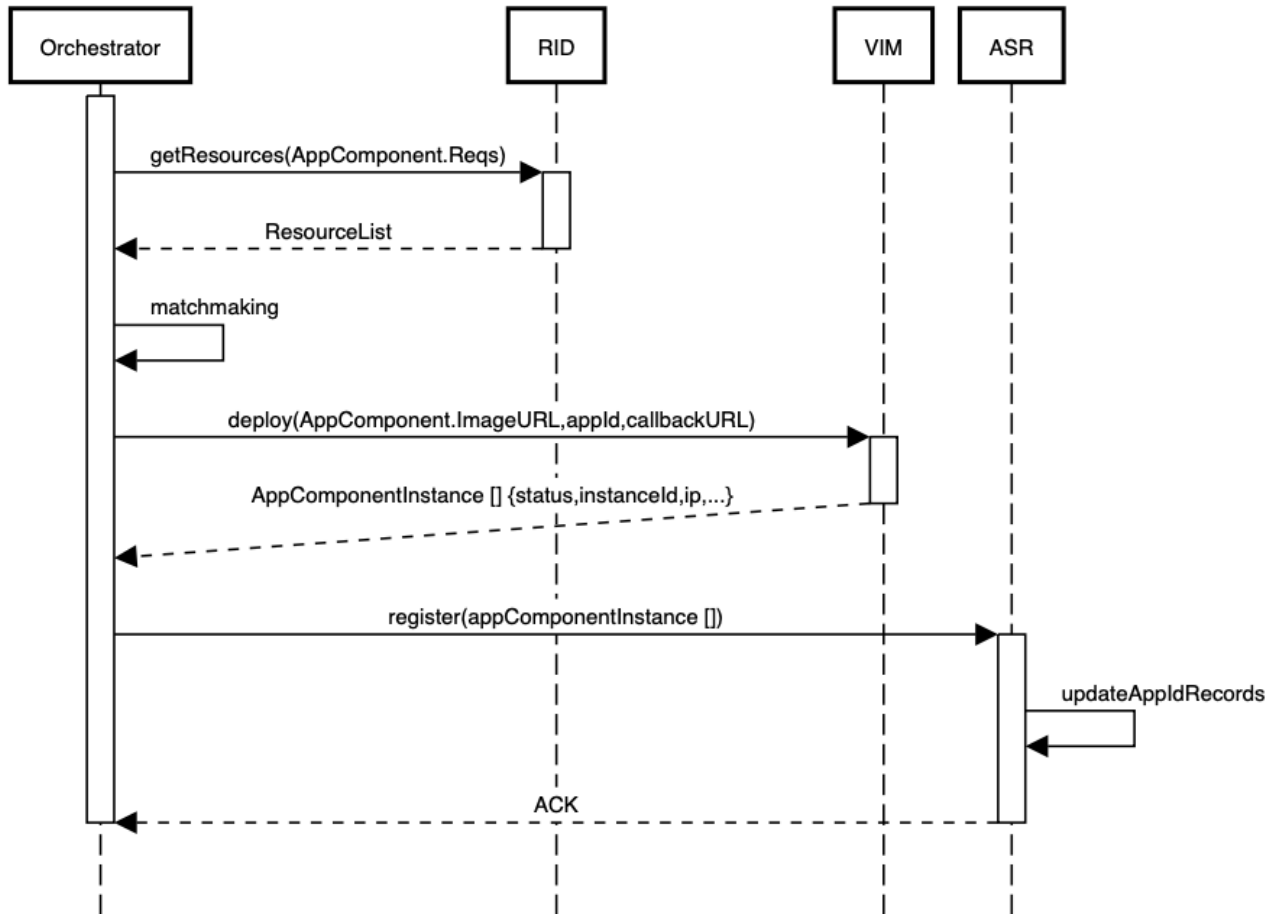 Orchestrator
RID
VIM
ASR
getResources(AppComponent.Reqs)
ResourceList
matchmaking
deploy(AppComponent.ImageURL,appId,callbackURL)
AppComponentInstance [] {status,instanceId,ip,...}
register(appComponentInstance [])
updateAppIdRecords
ACK